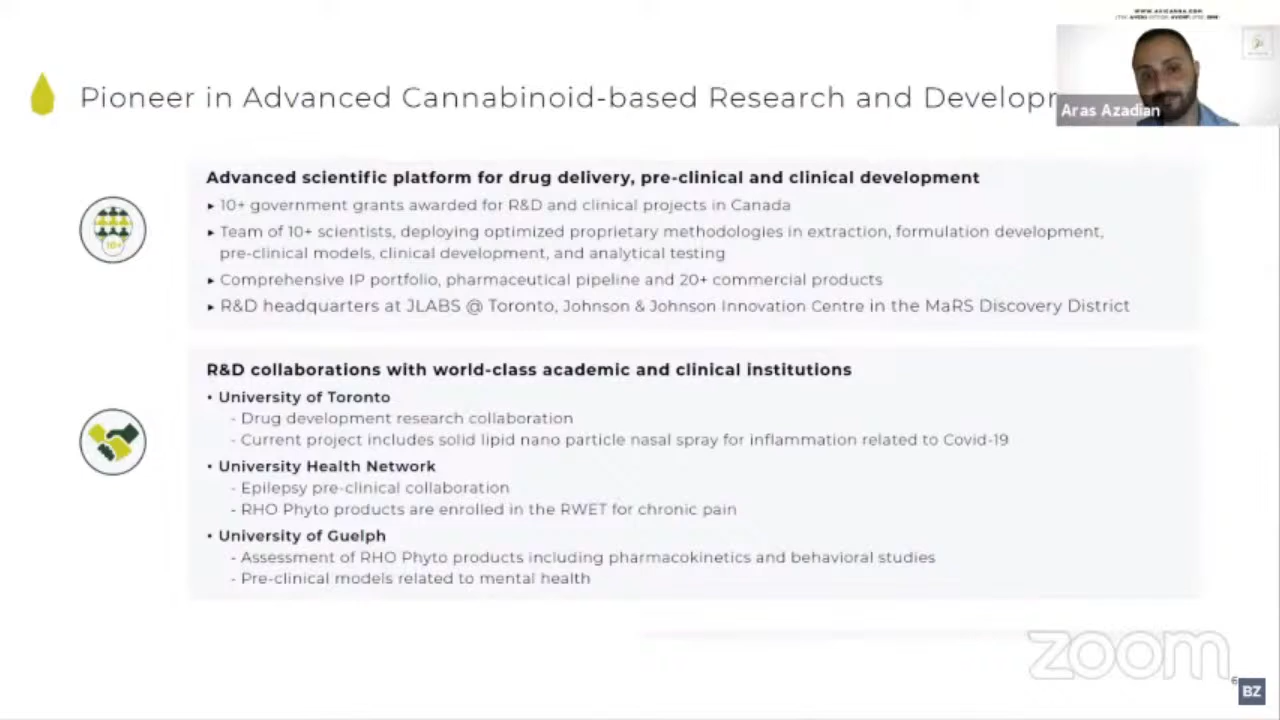 WWW.AVICANNA.COM
Pioneer in Advanced Cannabinoid-based Research and Develop
Aras Azadian
Advanced scientific platform for drug delivery, pre-clinical and clinical development
▸ 10+ government grants awarded for R&D and clinical projects in Canada
▸ Team of 10+ scientists, deploying optimized proprietary methodologies in extraction, formulation development,
pre-clinical models, clinical development, and analytical testing
▸ Comprehensive IP portfolio, pharmaceutical pipeline and 20+ commercial products
▸ R&D headquarters at JLABS @ Toronto, Johnson & Johnson Innovation Centre in the MaRS Discovery District
10+
R&D collaborations with world-class academic and clinical institutions
• University of Toronto
- Drug development research collaboration
- Current project includes solid lipid nano particle nasal spray for inflammation related to Covid-19
• University Health Network
- Epilepsy pre-clinical collaboration
- RHO Phyto products are enrolled in the RWET for chronic pain
• University of Guelph
- Assessment of RHO Phyto products including pharmacokinetics and behavioral studies
- Pre-clinical models related to mental health
zoom
6
BZ